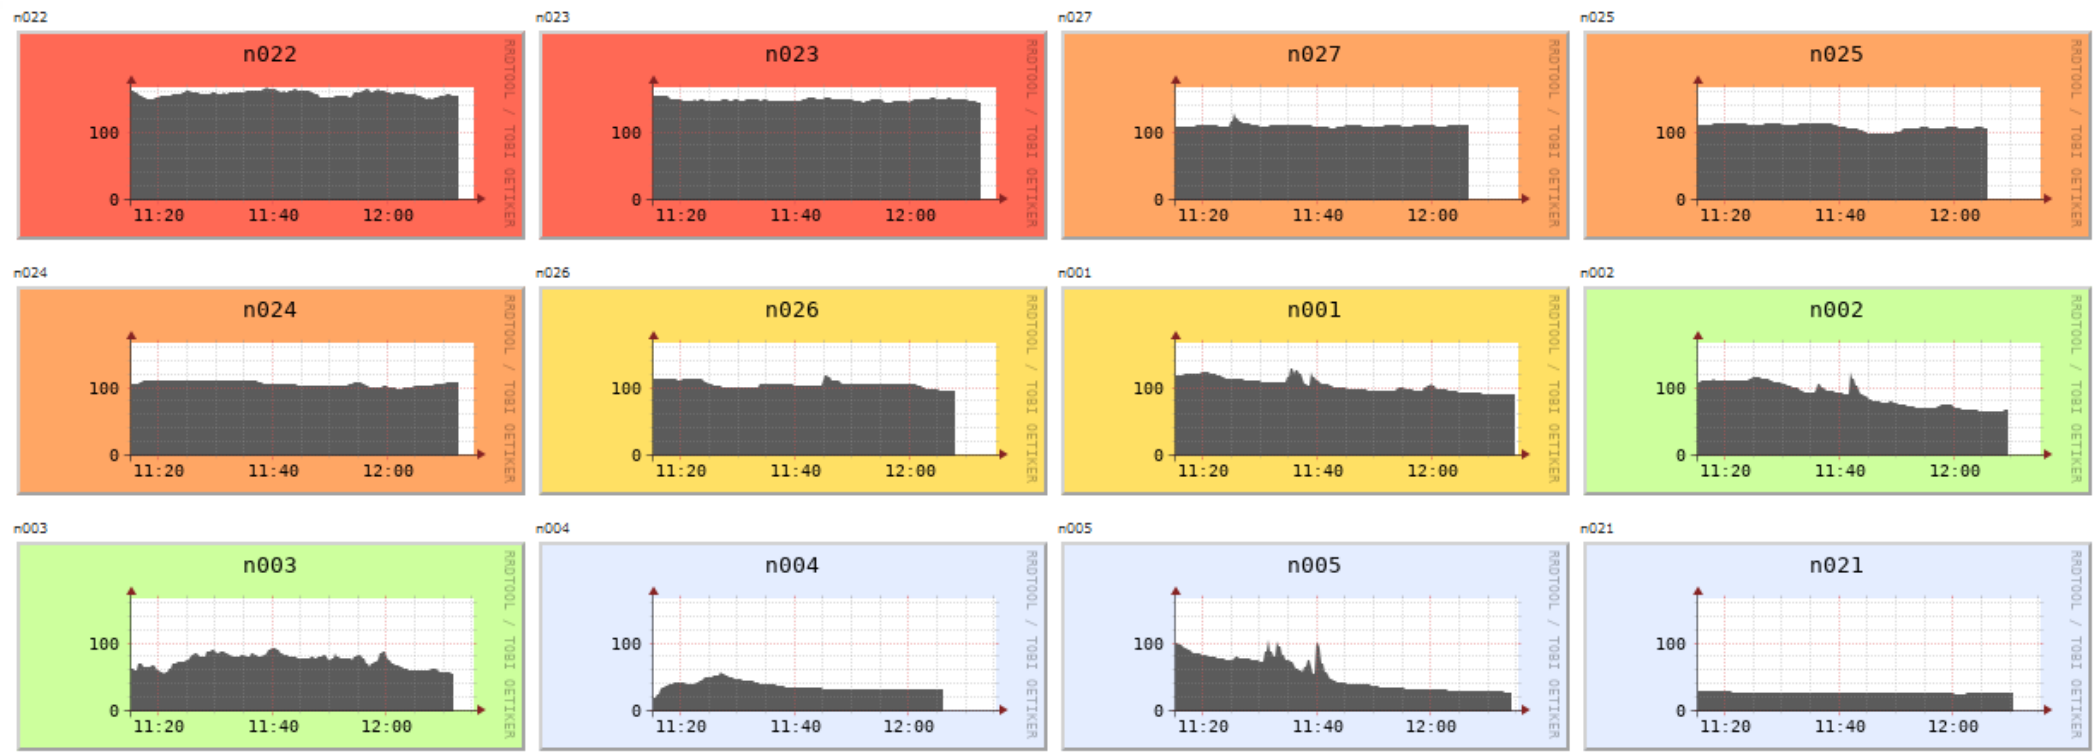 n022
n022
RRDTOOL / TOBI OETIKER
100
0
11:20 11:40 12:00
n023
n023
RRDTOOL / TOBI OETIKER
100
0
11:20 11:40 12:00
n027
n027
RRDTOOL / TOBI OETIKER
100
0
11:20 11:40 12:00
n025
n025
RRDTOOL / TOBI OETIKER
100
0
11:20 11:40 12:00
n024
n024
RRDTOOL / TOBI OETIKER
100
0
11:20 11:40 12:00
n026
n026
RRDTOOL / TOBI OETIKER
100
0
11:20 11:40 12:00
n001
n001
RRDTOOL / TOBI OETIKER
100
0
11:20 11:40 12:00
n002
n002
RRDTOOL / TOBI OETIKER
100
0
11:20 11:40 12:00
n003
n003
RRDTOOL / TOBI OETIKER
100
0
11:20 11:40 12:00
n004
n004
RRDTOOL / TOBI OETIKER
100
0
11:20 11:40 12:00
n005
n005
RRDTOOL / TOBI OETIKER
100
0
11:20 11:40 12:00
n021
n021
RRDTOOL / TOBI OETIKER
100
0
11:20 11:40 12:00